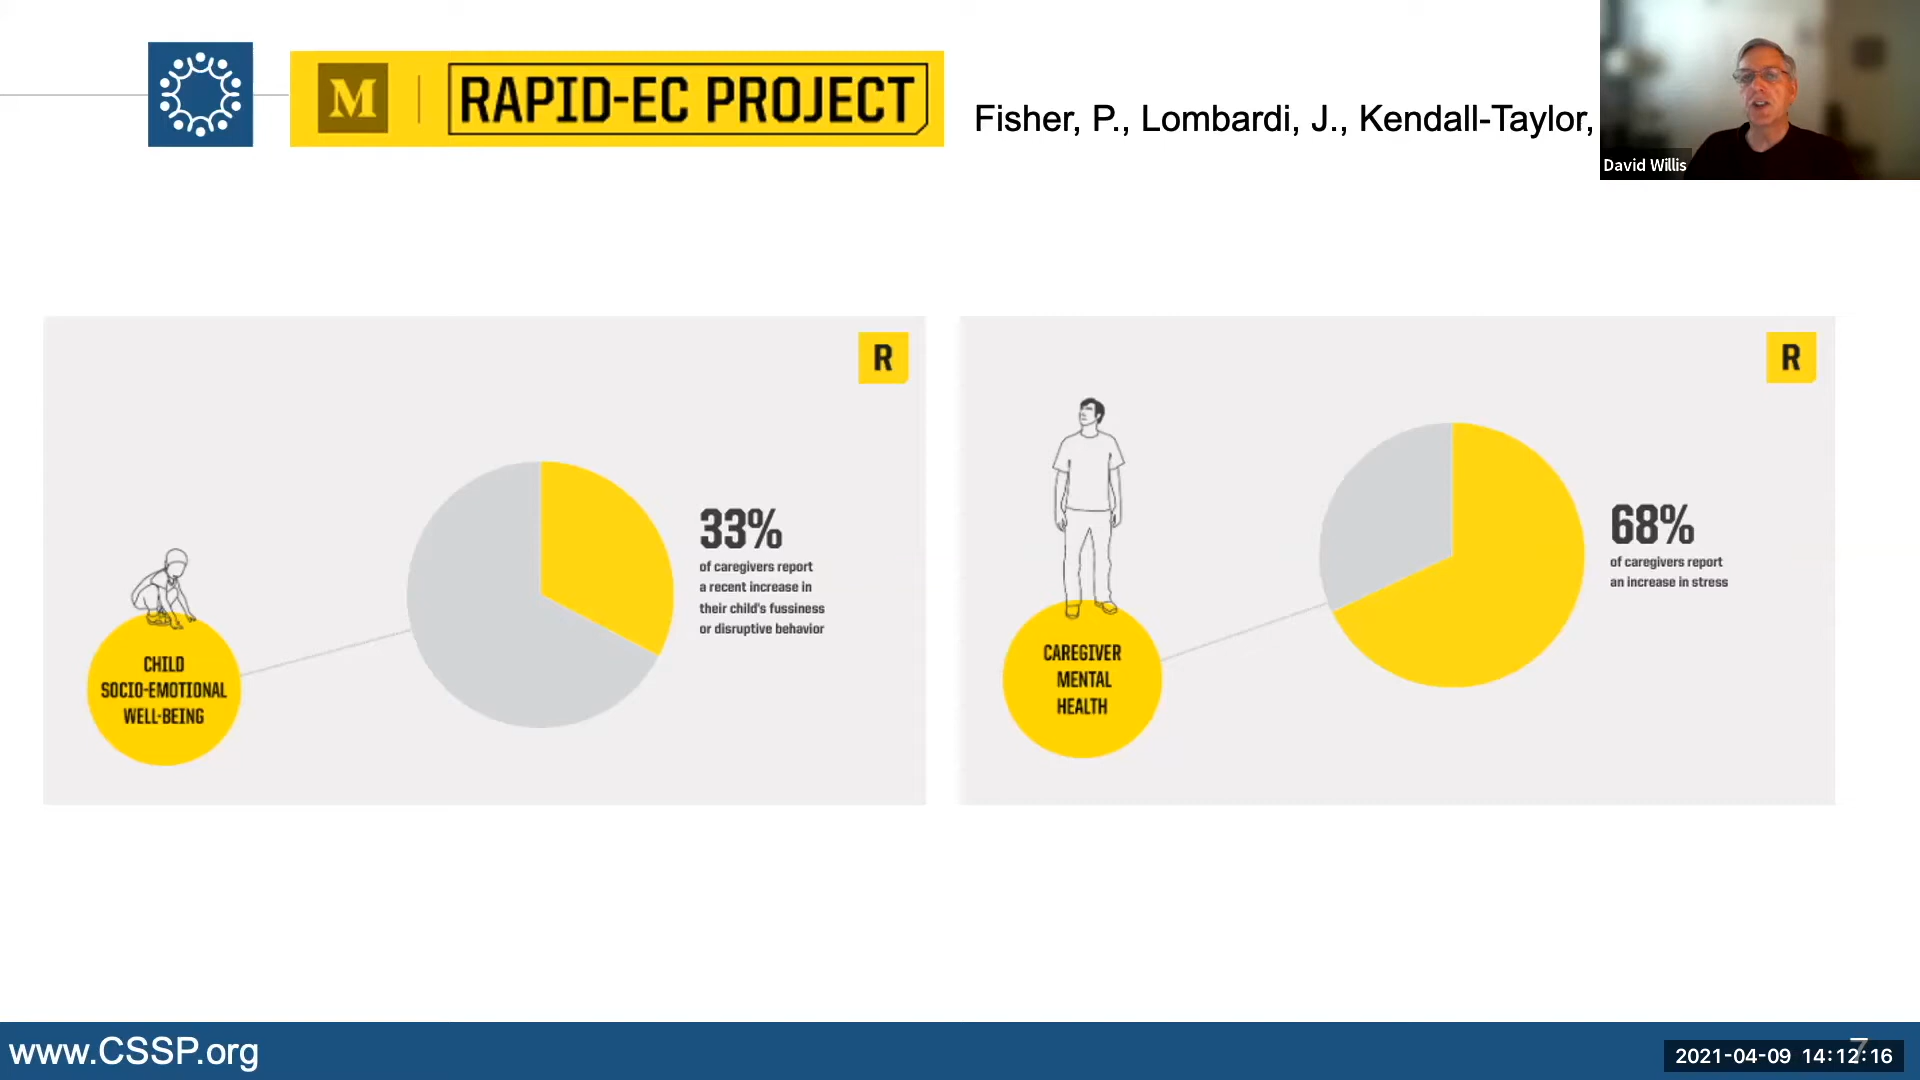 M
RAPID-EC PROJECT
Fisher, P., Lombardi, J., Kendall-Taylor,
David Willis
R
33%
of caregivers report
a recent increase in
their child's fussiness
or disruptive behavior
CHILD
SOCIO-EMOTIONAL
WELL-BEING
R
68%
of caregivers report
an increase in stress
CAREGIVER
MENTAL
HEALTH
www.CSSP.org
7
2021-04-09 14:12:16